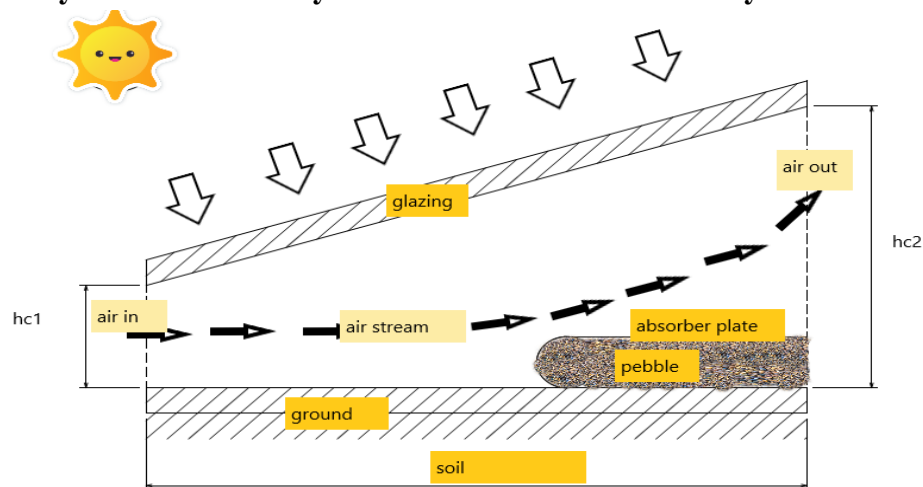 glazing
air out
hc2
hc1
air in
air stream
absorber plate
pebble
ground
soil